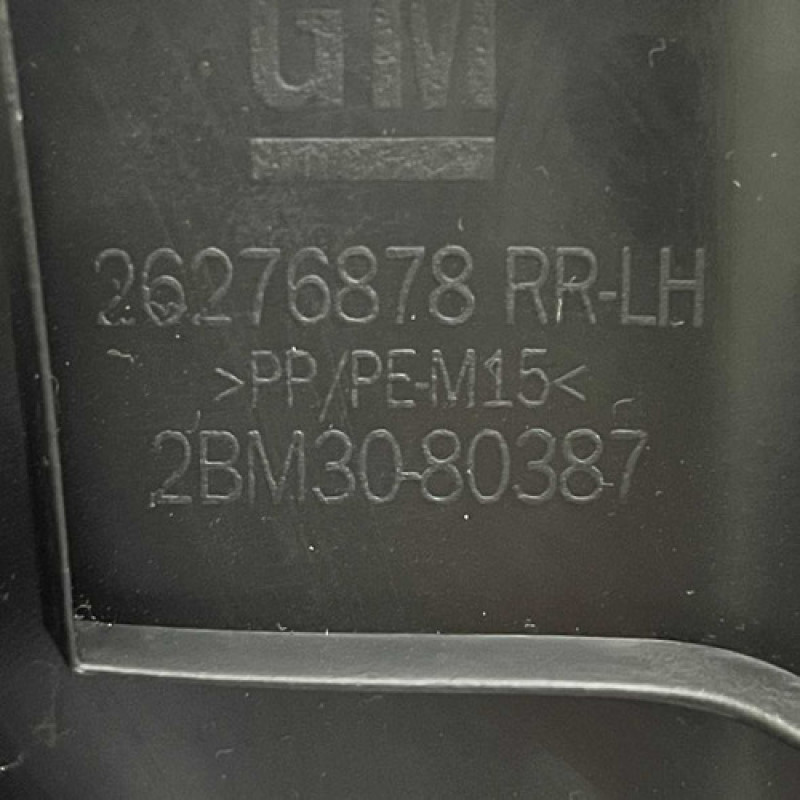 GM
26276878 RR-LH
>PP/PE-M15<
2BM30-80387